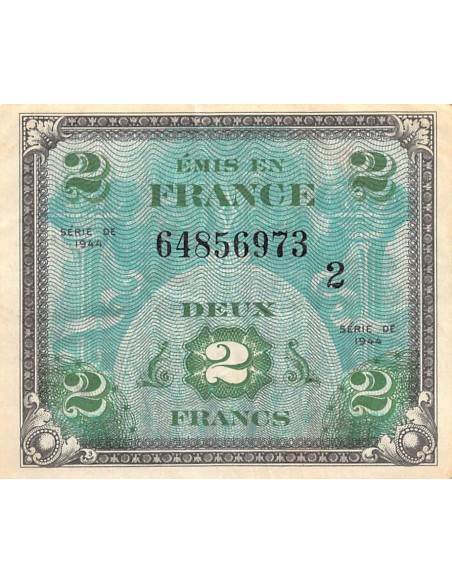 2 ÉMIS EN 2
FRANCE
SÉRIE DE
1944
64856973
2
DEUX
SÉRIE DE
1944
2
2 2
FRANCS